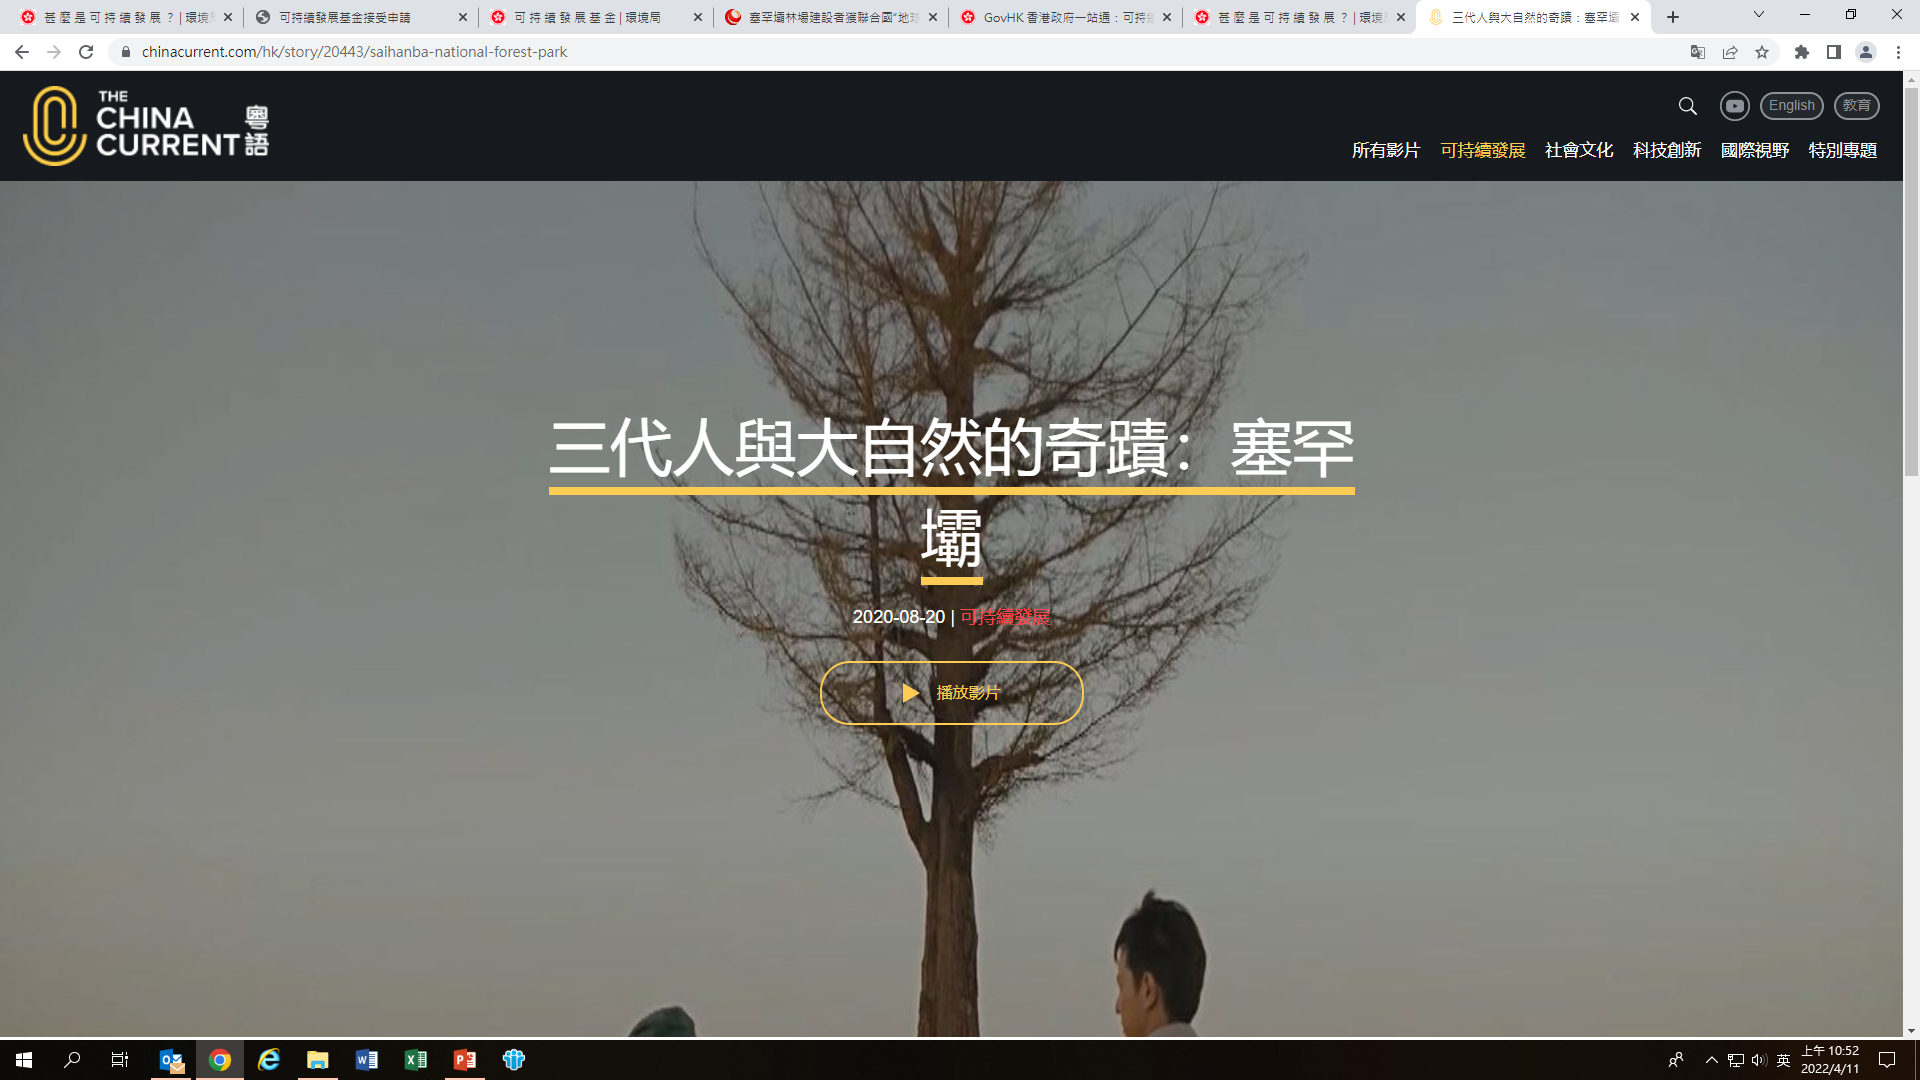 甚麼是可持續發展？| 環境
可持續發展基金接受申請
可持續發展基金 | 環境局
塞罕壩林場建設者獲聯合國"地球
GovHK 香港政府一站通：可持續
甚麼是可持續發展？| 環境
三代人與大自然的奇蹟：塞罕壩
chinacurrent.com/hk/story/20443/saihanba-national-forest-park
THE
CHINA
CURRENT
粵語
English
教育
所有影片
可持續發展
社會文化
科技創新
國際視野
特別專題
三代人與大自然的奇蹟：塞罕
壩
2020-08-20 | 可持續發展
播放影片
英
上午 10:52
2022/4/11